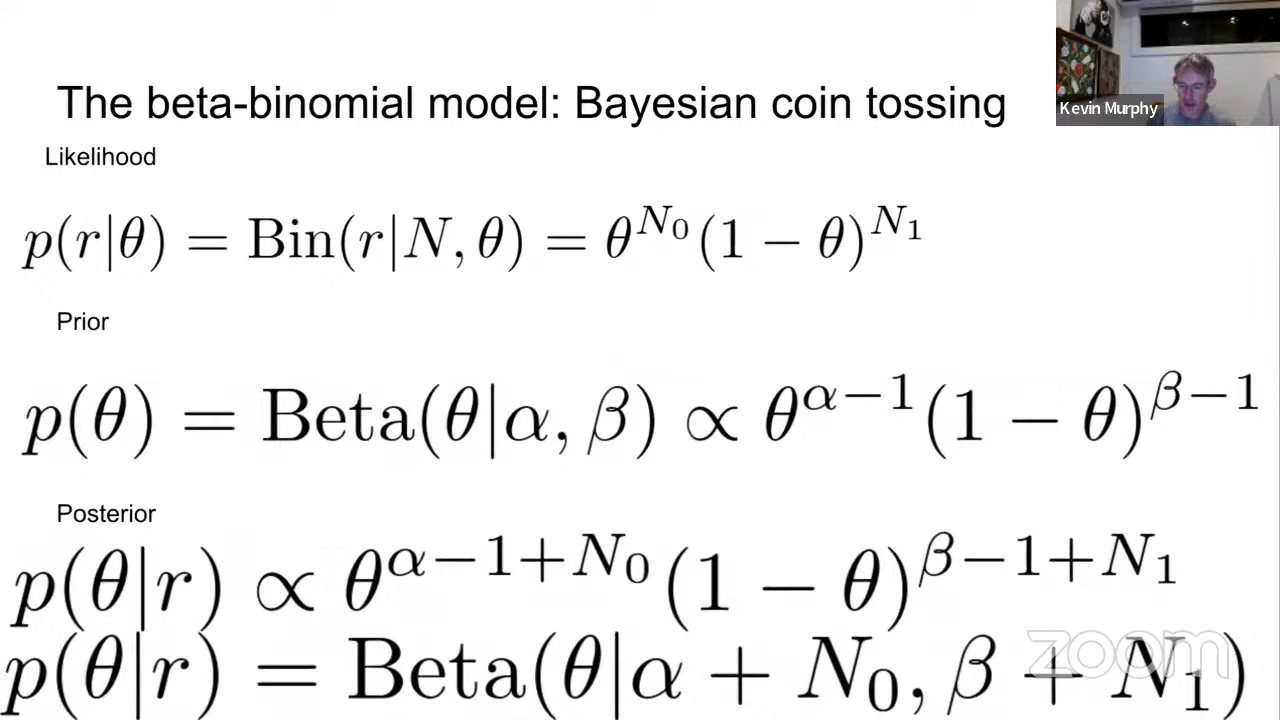 The beta-binomial model: Bayesian coin tossing
Kevin Murphy
Likelihood
p(r|θ) = Bin(r|N, θ) = θ^{N_0}(1 − θ)^{N_1}
Prior
p(θ) = Beta(θ|α, β) ∝ θ^{α−1}(1 − θ)^{β−1}
Posterior
p(θ|r) ∝ θ^{α−1+N_0}(1 − θ)^{β−1+N_1}
p(θ|r) = Beta(θ|α + N_0, β + N_1)
zoom